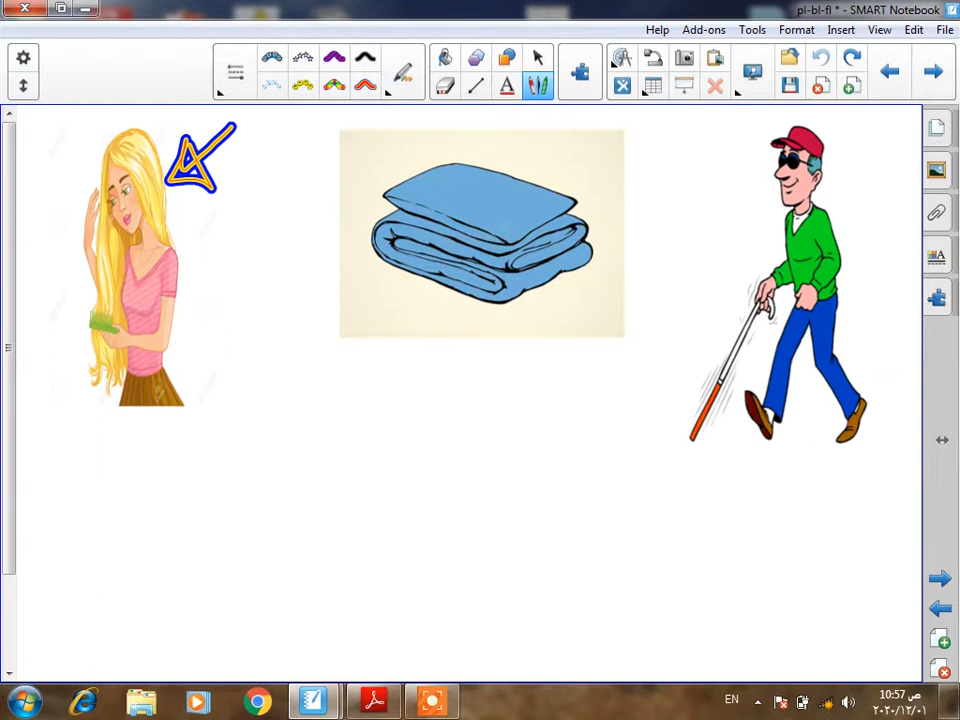 pl-bl-fl * - SMART Notebook
Help Add-ons Tools Format Insert View Edit File
EN
10:57 ص
٢٠٢٠/١٢/٠١